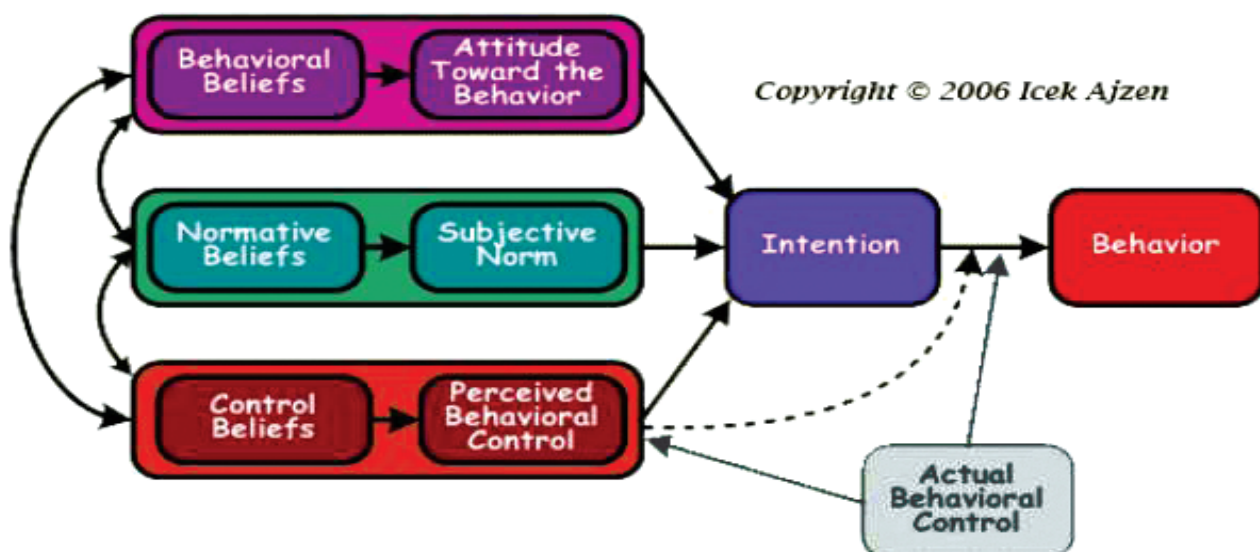 Behavioral
Beliefs
Attitude
Toward the
Behavior
Copyright © 2006 Icek Ajzen
Normative
Beliefs
Subjective
Norm
Intention
Behavior
Control
Beliefs
Perceived
Behavioral
Control
Actual
Behavioral
Control